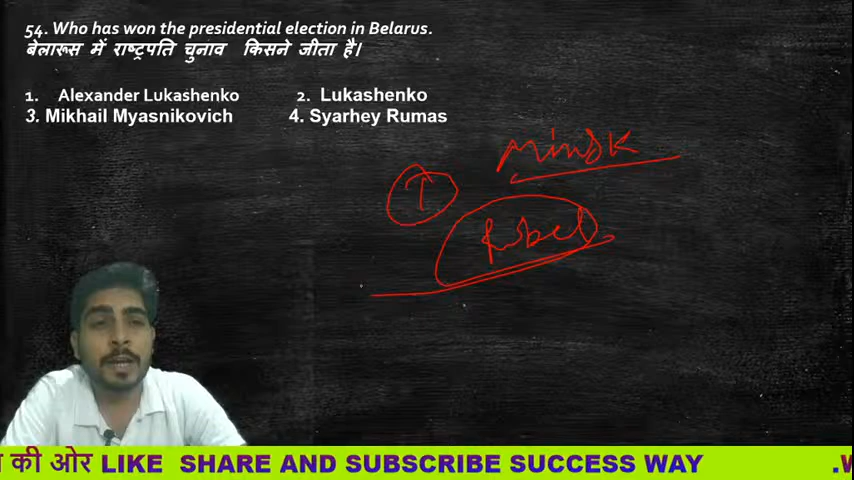 54. Who has won the presidential election in Belarus.
बेलारूस में राष्ट्रपति चुनाव किसने जीता है।
1. Alexander Lukashenko 2. Lukashenko
3. Mikhail Myasnikovich 4. Syarhey Rumas
Minsk
1
की ओर LIKE SHARE AND SUBSCRIBE SUCCESS WAY .W